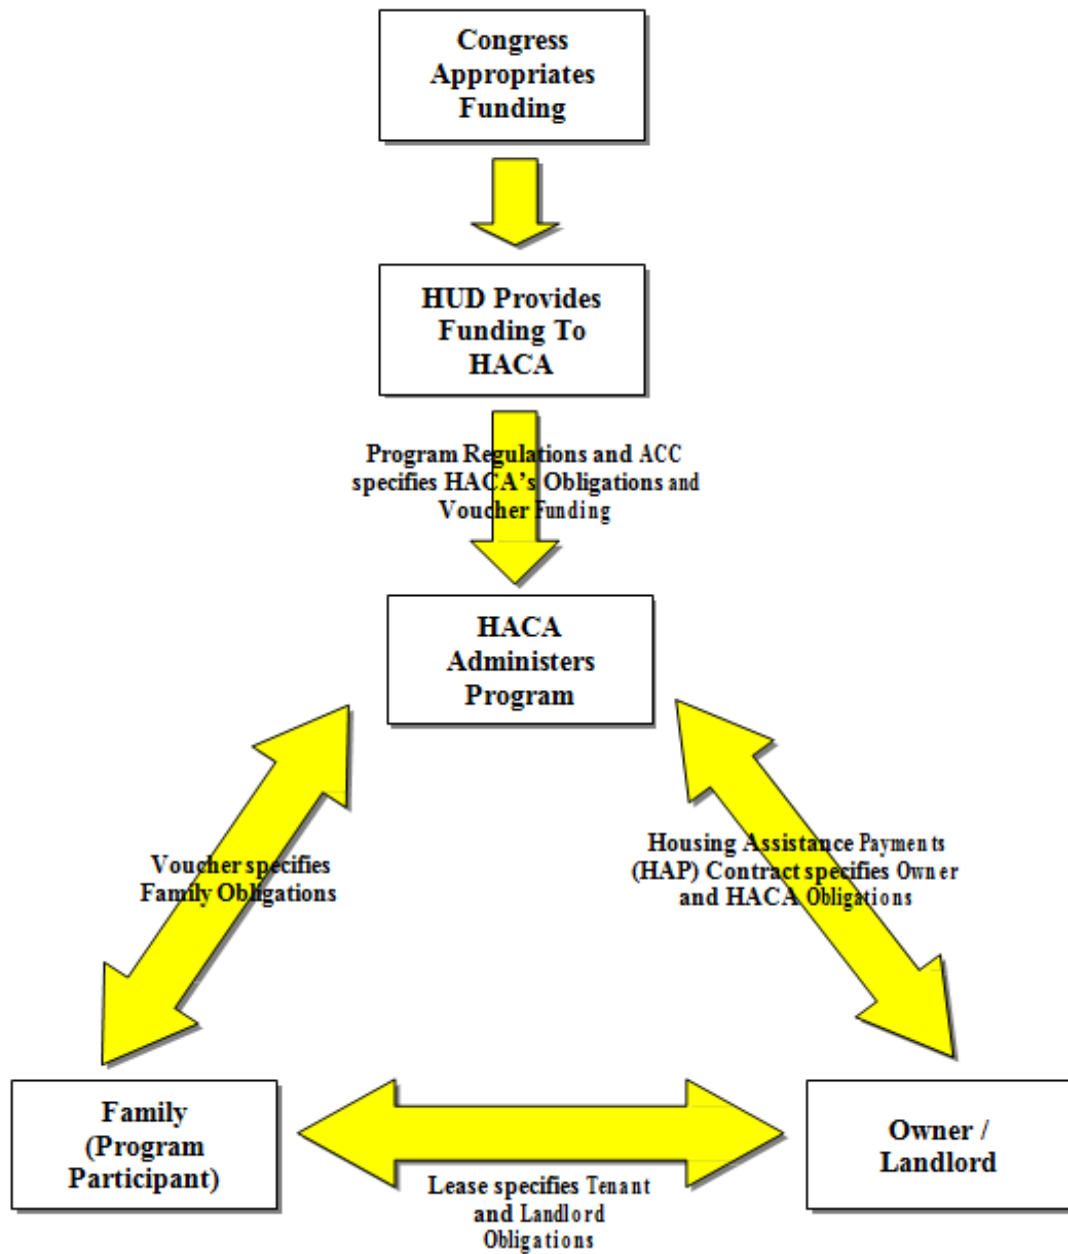 Congress
Appropriates
Funding
HUD Provides
Funding To
HACA
Program Regulations and ACC
specifies HACA's Obligations and
Voucher Funding
HACA
Administers
Program
Voucher specifies
Family Obligations
Housing Assistance Payments
(HAP) Contract specifies Owner
and HACA Obligations
Family
(Program
Participant)
Lease specifies Tenant
and Landlord
Obligations
Owner /
Landlord